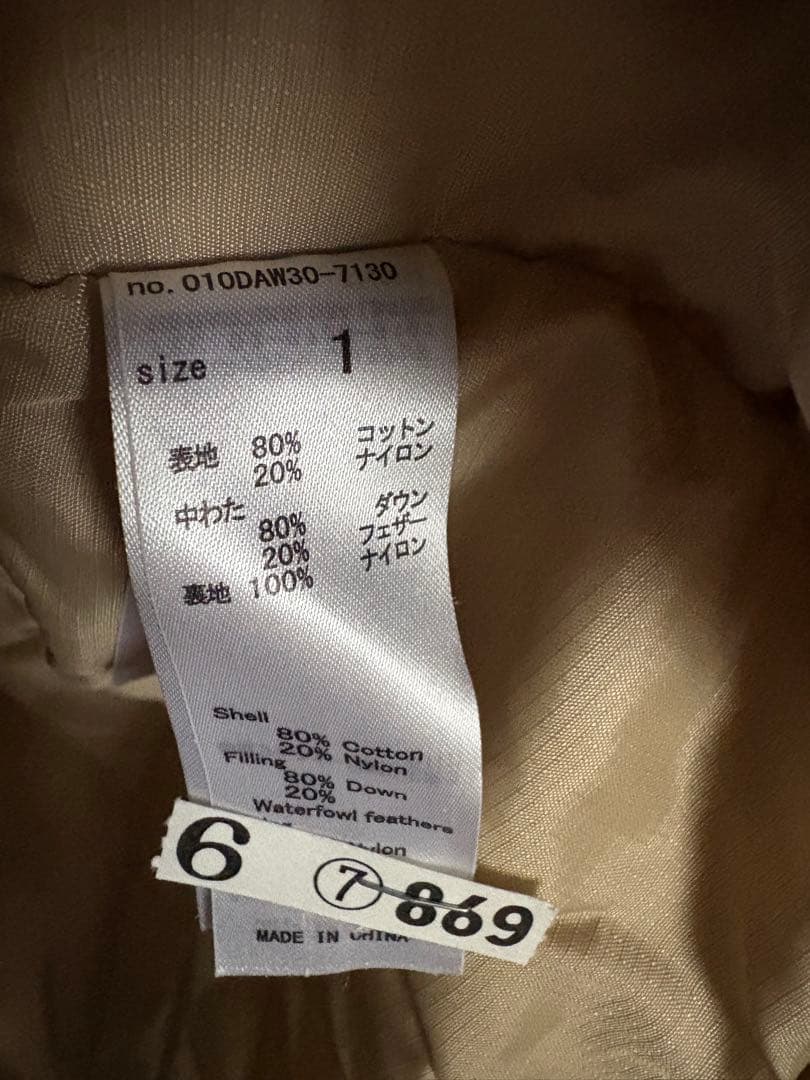 no. 010DAW30-7130
size 1
表地 80% コットン
20% ナイロン
中わた
80% ダウン
20% フェザー
裏地 100% ナイロン
Shell
80% Cotton
20% Nylon
Filling
80% Down
20%
Waterfowl feathers
6 ⑦ 869
MADE IN CHINA